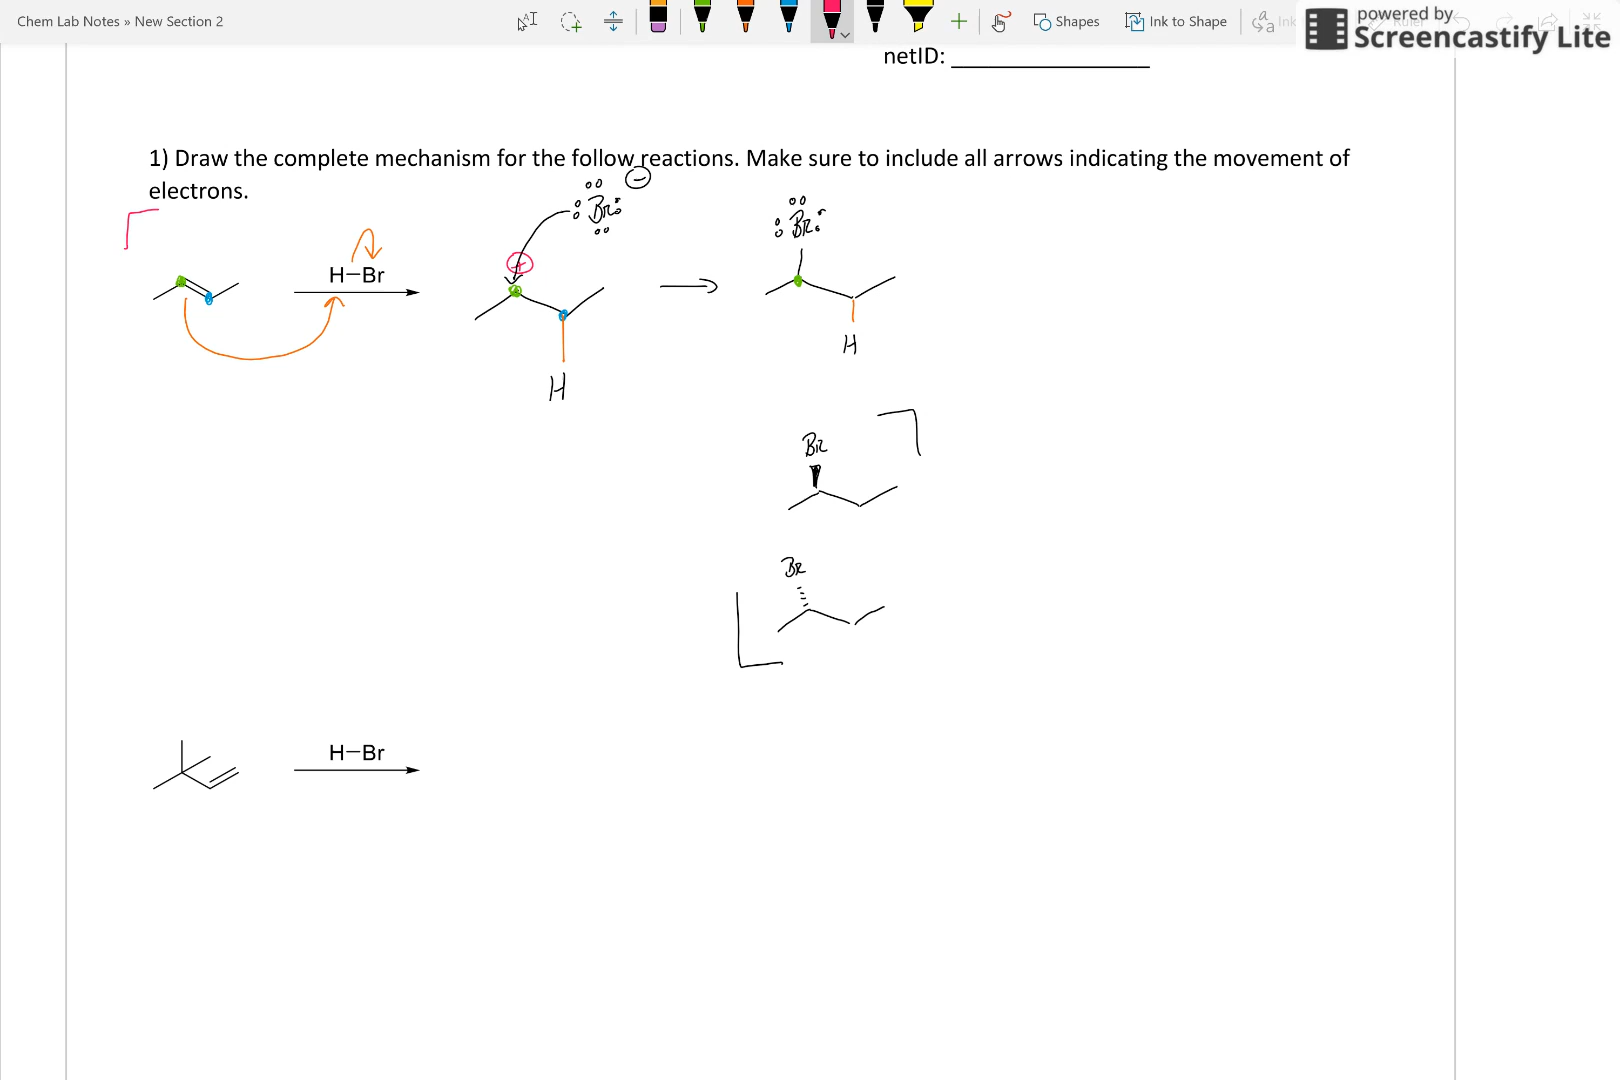 Chem Lab Notes » New Section 2
Shapes
Ink to Shape
Ink
powered by
Screencastify Lite
netID: _______________
1) Draw the complete mechanism for the follow reactions. Make sure to include all arrows indicating the movement of
electrons.
Br
Br
H–Br
H
H
Br
Br
H–Br